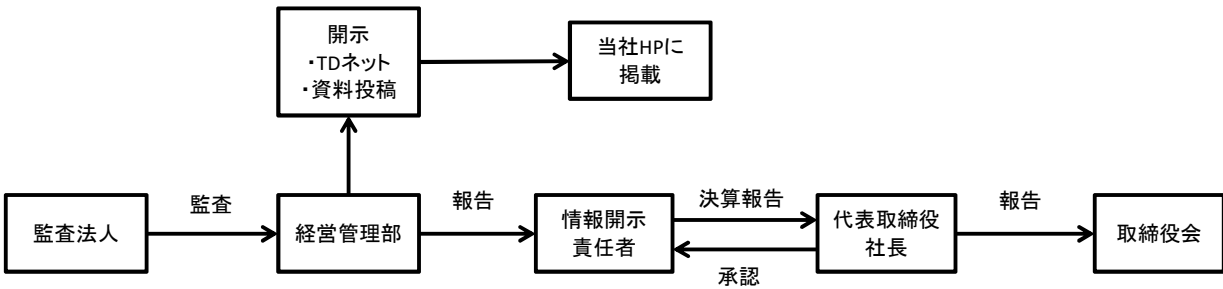 開示
・TDネット
・資料投稿
当社HPに
掲載
監査法人
監査
経営管理部
報告
情報開示
責任者
決算報告
承認
代表取締役
社長
報告
取締役会